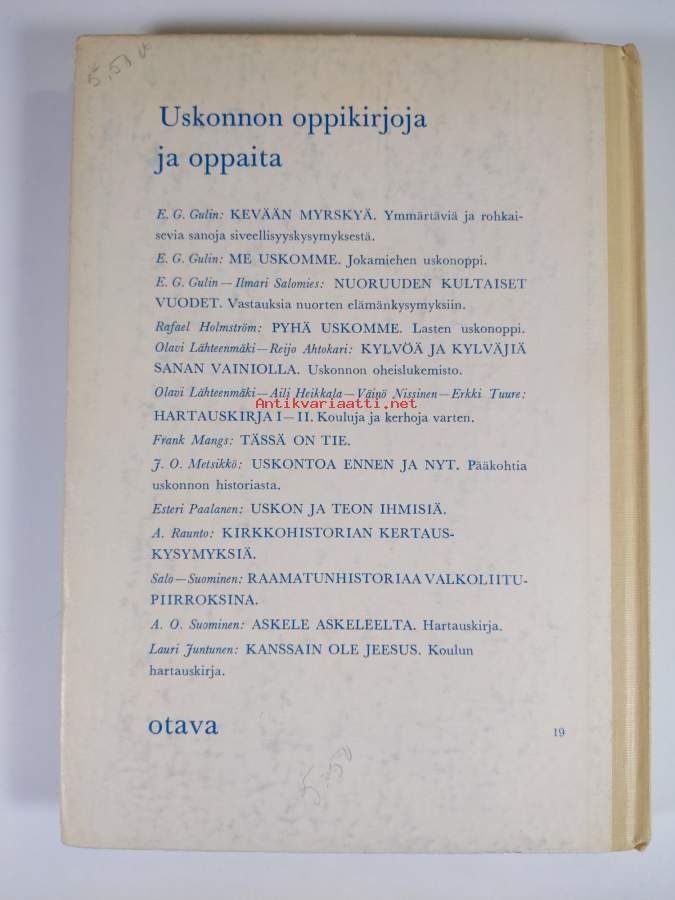 5.50
Uskonnon oppikirjoja
ja oppaita
E. G. Gulin: KEVÄÄN MYRSKYÄ. Ymmärtäviä ja rohkai-
sevia sanoja siveellisyyskysymyksestä.
E. G. Gulin: ME USKOMME. Jokamiehen uskonoppi.
E. G. Gulin—Ilmari Salomies: NUORUUDEN KULTAISET
VUODET. Vastauksia nuorten elämänkysymyksiin.
Rafael Holmström: PYHÄ USKOMME. Lasten uskonoppi.
Olavi Lähteenmäki—Reijo Ahtokari: KYLVÖÄ JA KYLVÄJIÄ
SANAN VAINIOLLA. Uskonnon oheislukemisto.
Olavi Lähteenmäki—Aili Heikkala—Väinö Nissinen—Erkki Tuure:
Antikvariaatti.net
HARTAUSKIRJA I—II. Kouluja ja kerhoja varten.
Frank Mangs: TÄSSÄ ON TIE.
J. O. Metsikkö: USKONTOA ENNEN JA NYT. Pääkohtia
uskonnon historiasta.
Esteri Paalanen: USKON JA TEON IHMISIÄ.
A. Raunto: KIRKKOHISTORIAN KERTAUS-
KYSYMYKSIÄ.
Salo—Suominen: RAAMATUNHISTORIAA VALKOLIITU-
PIIRROKSINA.
A. O. Suominen: ASKELE ASKELEELTA. Hartauskirja.
Lauri Juntunen: KANSSAIN OLE JEESUS. Koulun
hartauskirja.
otava
19
5.50